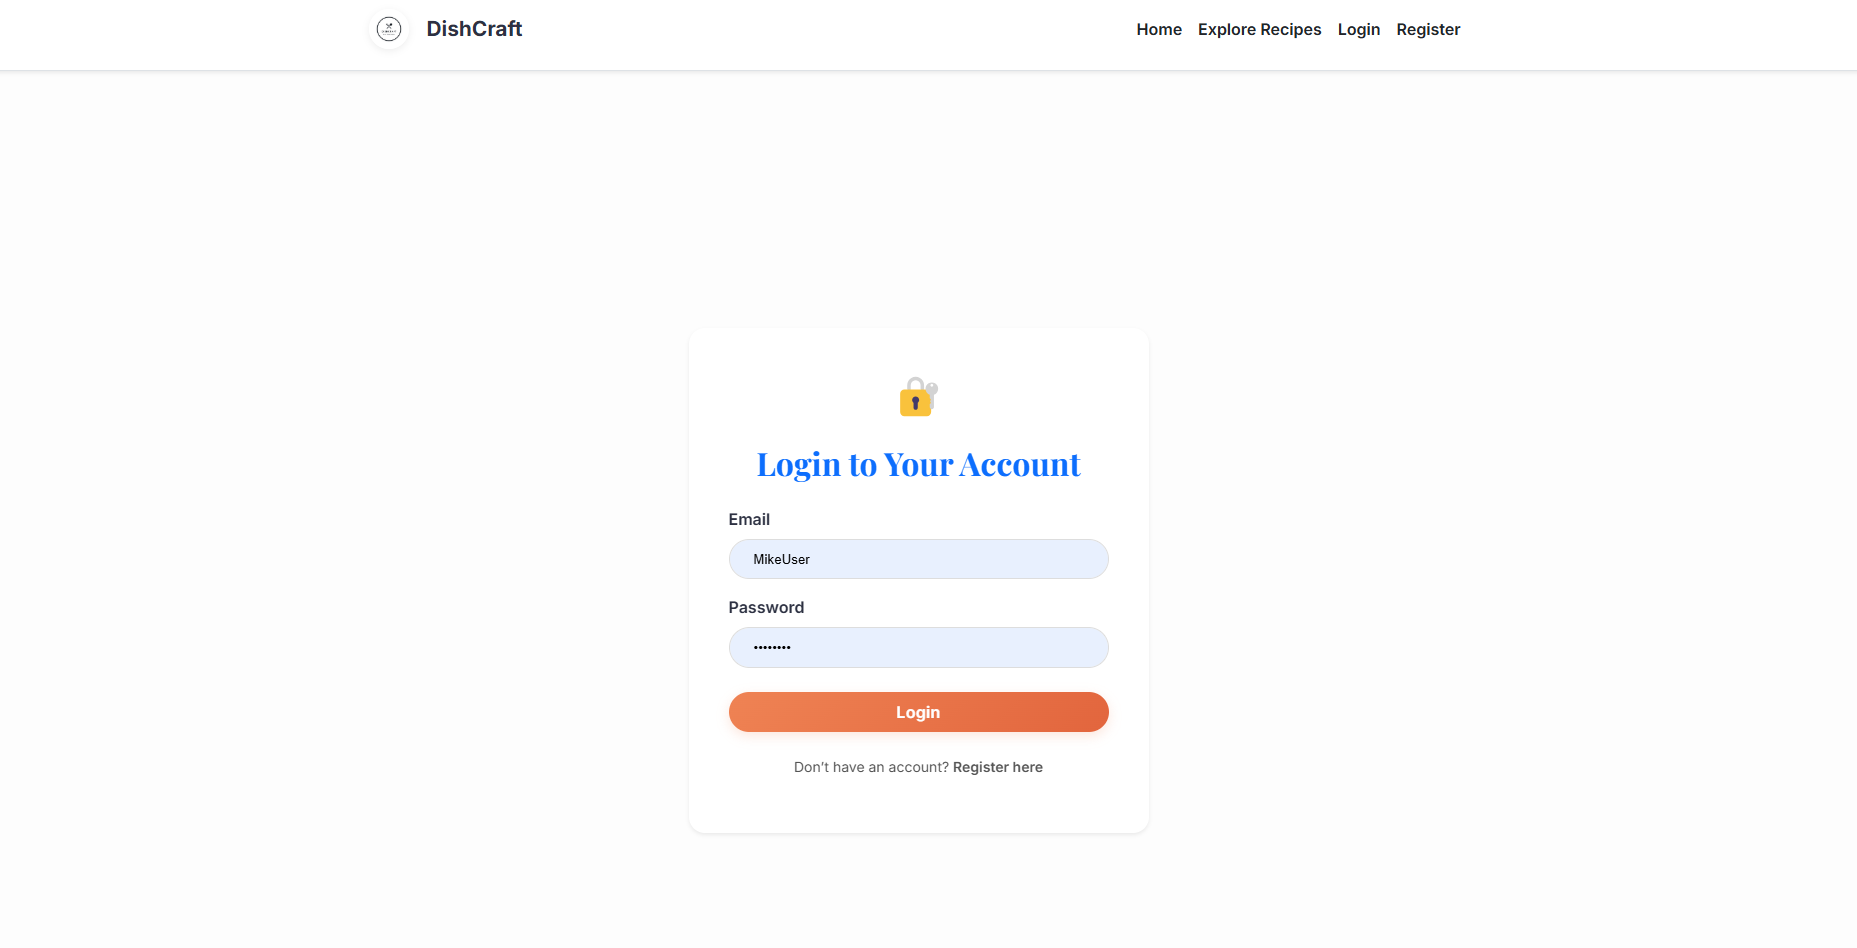 DishCraft
Home Explore Recipes Login Register
Login to Your Account
Email
MikeUser
Password
••••••••
Login
Don’t have an account? Register here